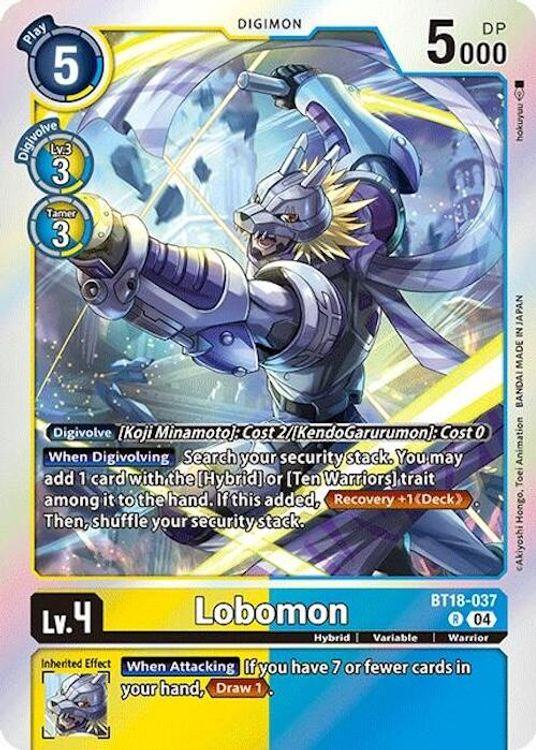 DIGIMON
Play
5
DP
5000
Digivolve
Lv.3
3
Tamer
3
hokuyuu
©Akiyoshi Hongo, Toei Animation BANDAI MADE IN JAPAN
Digivolve [Koji Minamoto]: Cost 2/[KendoGarurumon]: Cost 0
When Digivolving Search your security stack. You may
add 1 card with the [Hybrid] or [Ten Warriors] trait
among it to the hand. If this added, Recovery +1《Deck》.
Then, shuffle your security stack.
BT18-037
Lv.4 Lobomon R 04
Hybrid | Variable | Warrior
Inherited Effect
When Attacking If you have 7 or fewer cards in
your hand, Draw 1.